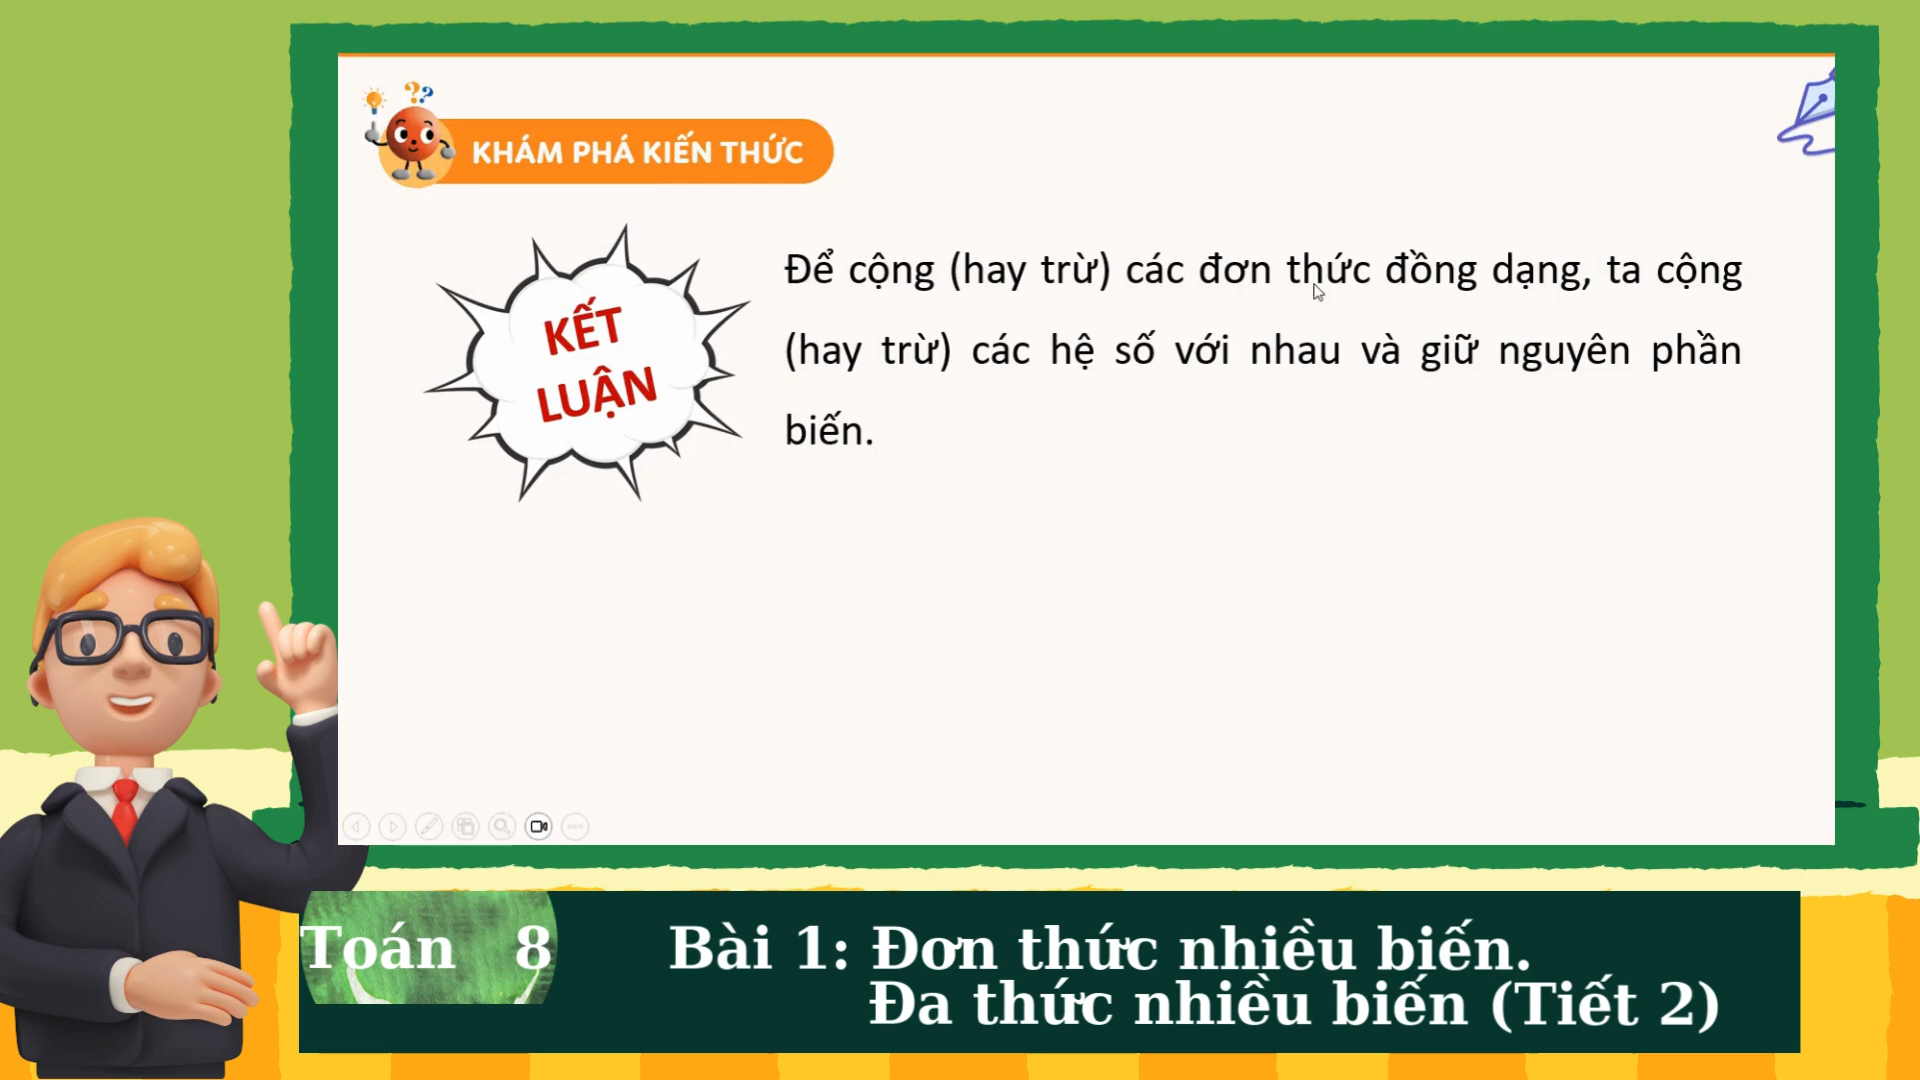 ??
KHÁM PHÁ KIẾN THỨC
KẾT
LUẬN
Để cộng (hay trừ) các đơn thức đồng dạng, ta cộng
(hay trừ) các hệ số với nhau và giữ nguyên phần
biến.
Toán 8
Bài 1: Đơn thức nhiều biến.
Đa thức nhiều biến (Tiết 2)